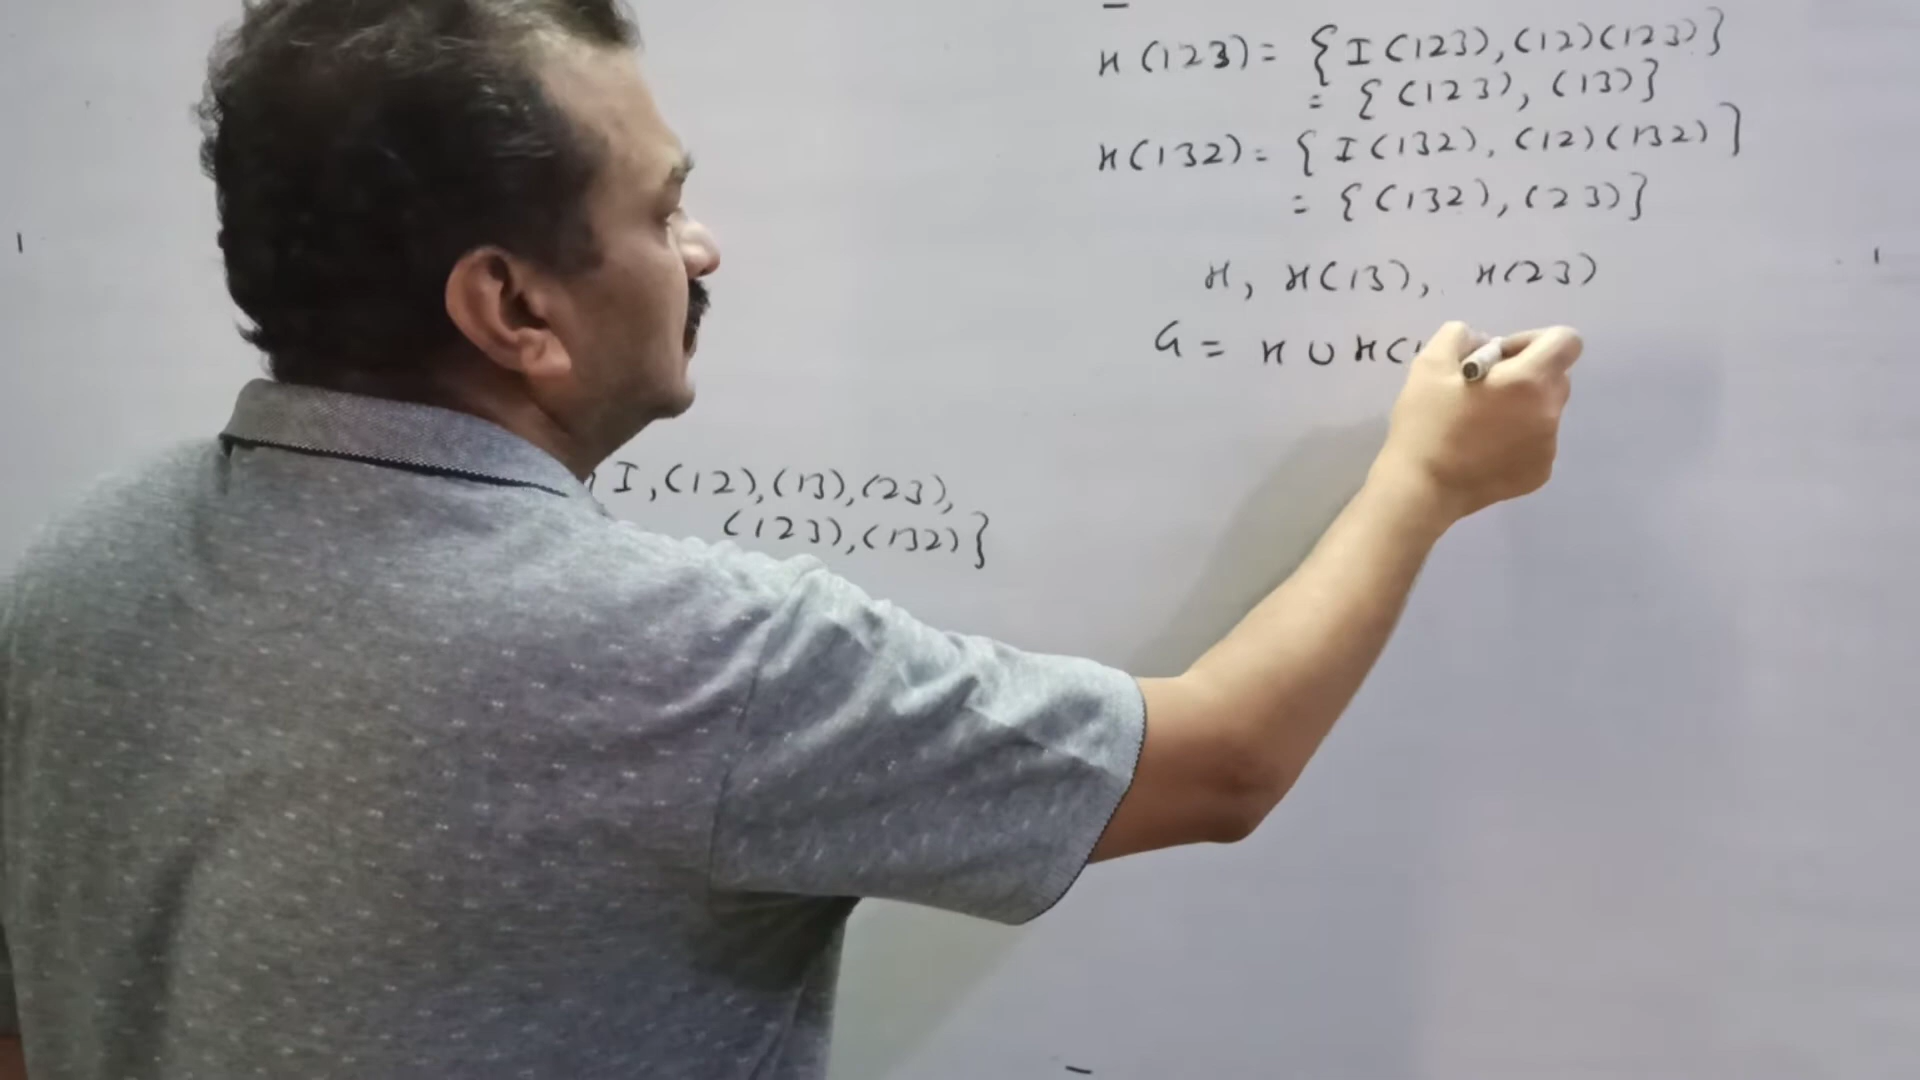 H(123) = { I(123), (12)(123) }
= { (123), (13) }
H(132) = { I(132), (12)(132) }
= { (132), (23) }
H, H(13), H(23)
G = H ∪ H(
I, (12), (13), (23),
(123), (132) }